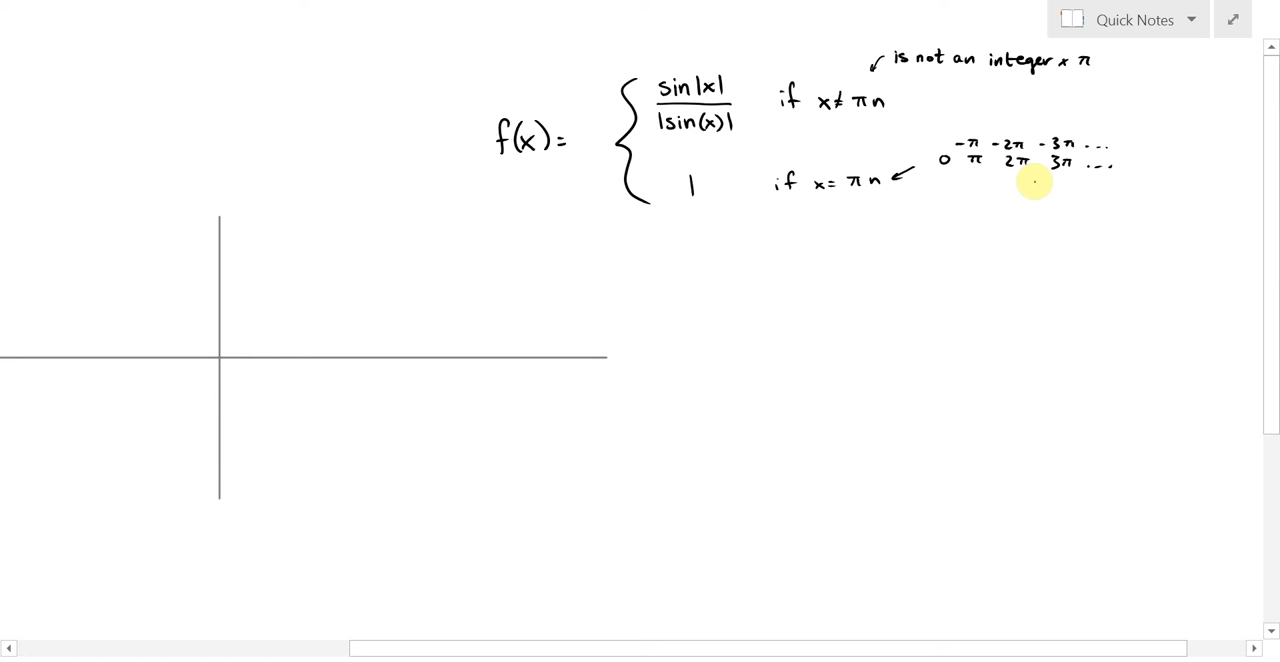 Quick Notes
is not an integer × π
f(x)= { sin|x| / |sin(x)| if x≠ πn
-π -2π -3π ...
0 π 2π 3π ...
1 if x= πn